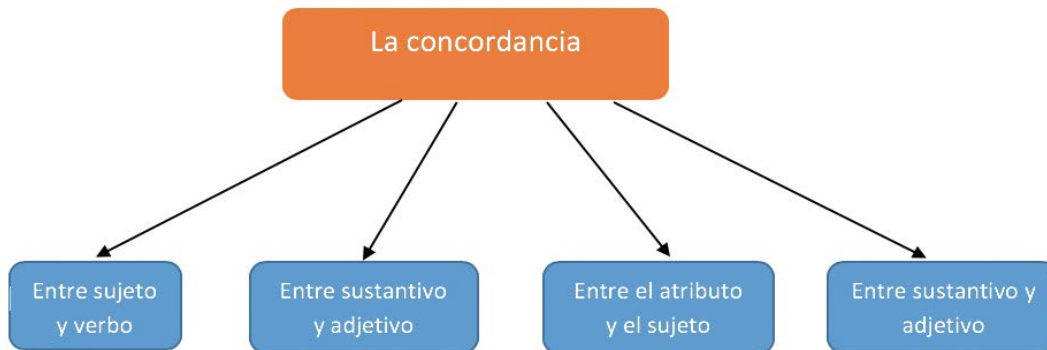 La concordancia
Entre sujeto
y verbo
Entre sustantivo
y adjetivo
Entre el atributo
y el sujeto
Entre sustantivo y
adjetivo